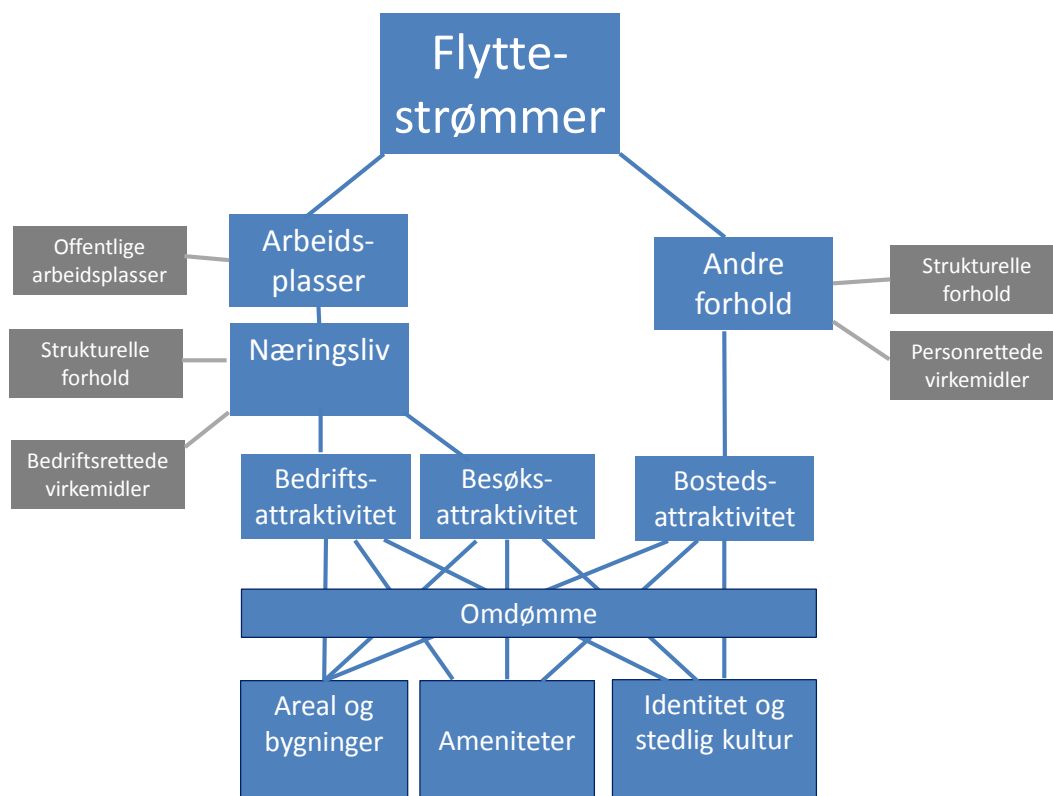 Flytte-
strømmer
Offentlige
arbeidsplasser
Arbeids-
plasser
Andre
forhold
Strukturelle
forhold
Strukturelle
forhold
Næringsliv
Personrettede
virkemidler
Bedriftsrettede
virkemidler
Bedrifts-
attraktivitet
Besøks-
attraktivitet
Bosteds-
attraktivitet
Omdømme
Areal og
bygninger
Ameniteter
Identitet og
stedlig kultur